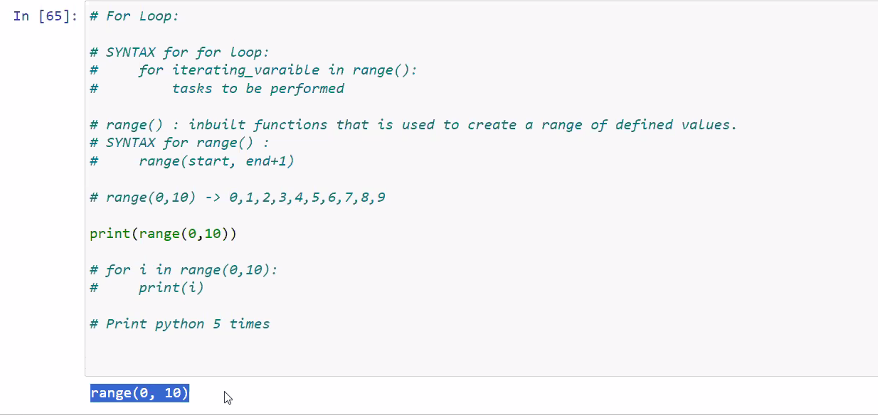 In [65]: # For Loop:
# SYNTAX for for loop:
#     for iterating_varaible in range():
#         tasks to be performed
# range() : inbuilt functions that is used to create a range of defined values.
# SYNTAX for range() :
#     range(start, end+1)
# range(0,10) -> 0,1,2,3,4,5,6,7,8,9
print(range(0,10))
# for i in range(0,10):
#     print(i)
# Print python 5 times
range(0, 10)